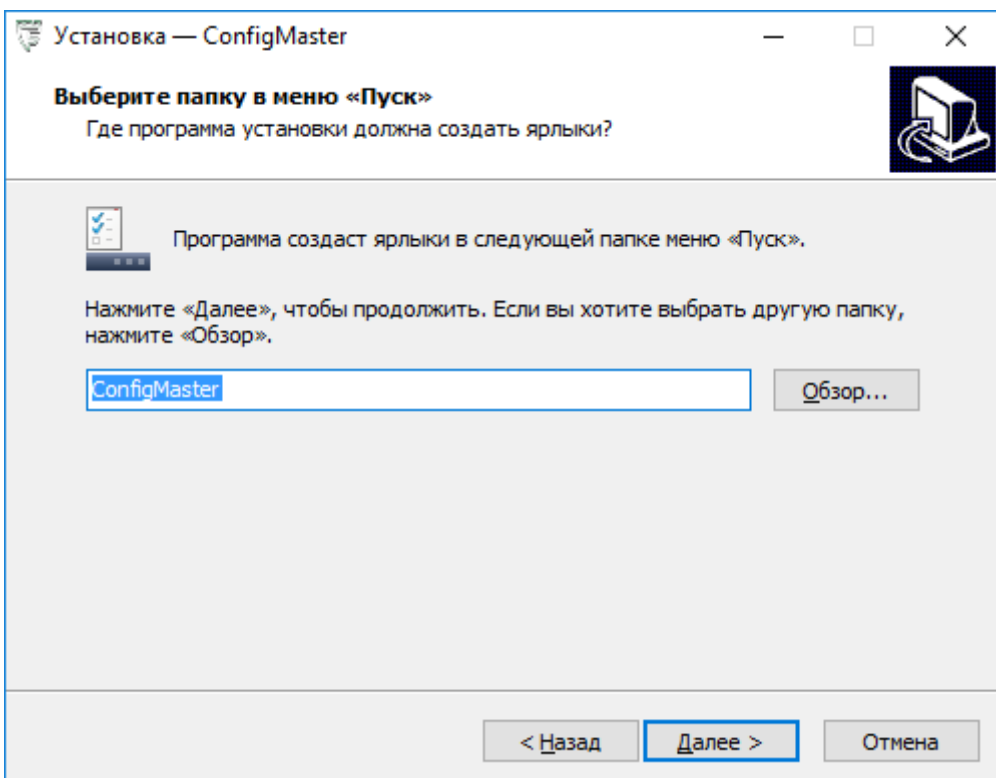 Установка — ConfigMaster
Выберите папку в меню «Пуск»
Где программа установки должна создать ярлыки?
Программа создаст ярлыки в следующей папке меню «Пуск».
Нажмите «Далее», чтобы продолжить. Если вы хотите выбрать другую папку,
нажмите «Обзор».
ConfigMaster
Обзор...
< Назад
Далее >
Отмена